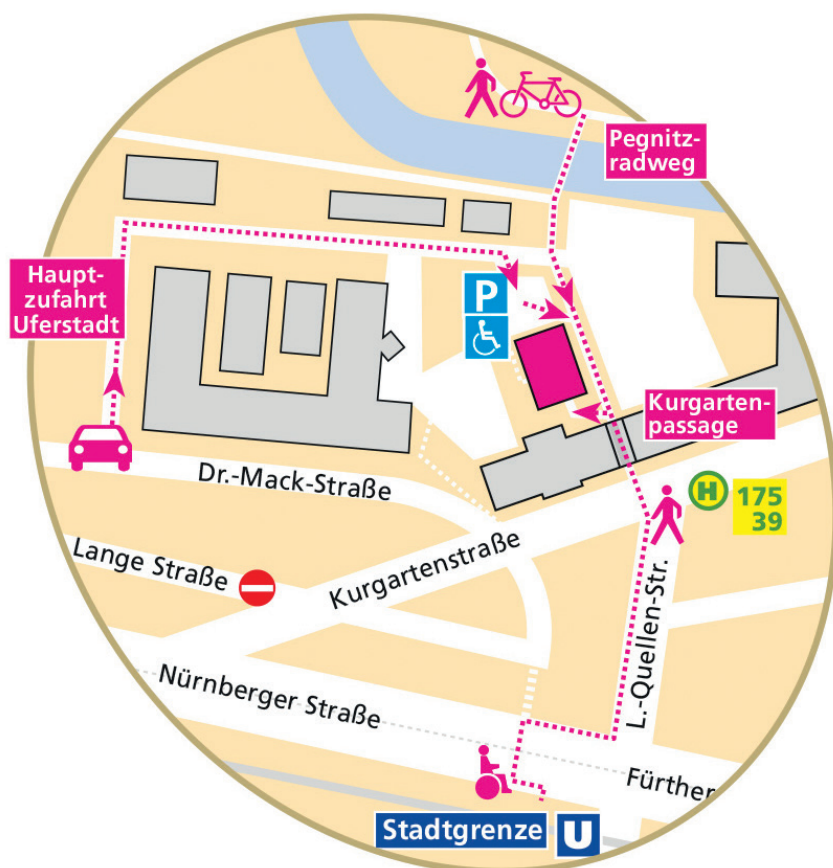 Pegnitz-
radweg
Haupt-
zufahrt
Uferstadt
P
Kurgarten-
passage
Dr.-Mack-Straße
H
175
39
Lange Straße
Kurgartenstraße
L.-Quellen-Str.
Nürnberger Straße
Fürther
Stadtgrenze U